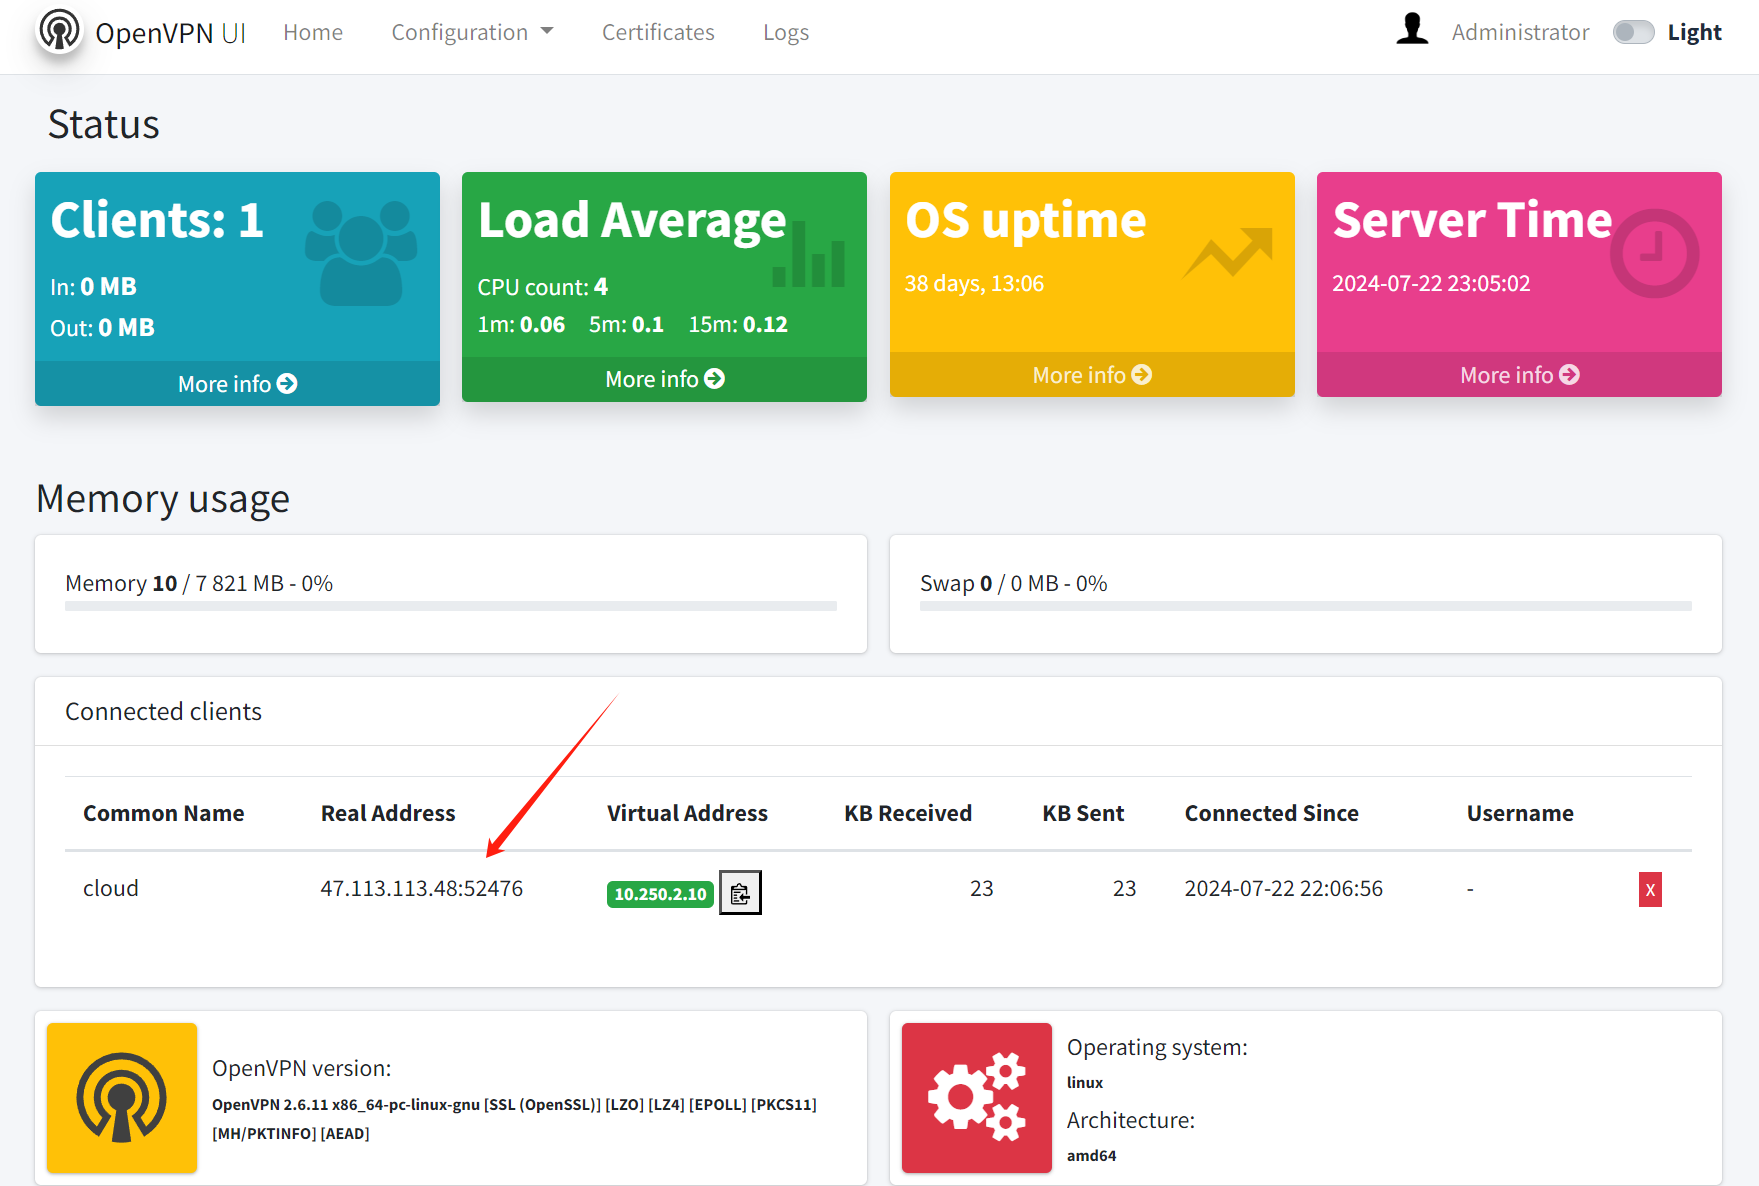 OpenVPN UI Home Configuration Certificates Logs Administrator Light
Status
Clients: 1
In: 0 MB
Out: 0 MB
More info
Load Average
CPU count: 4
1m: 0.06 5m: 0.1 15m: 0.12
More info
OS uptime
38 days, 13:06
More info
Server Time
2024-07-22 23:05:02
More info
Memory usage
Memory 10 / 7 821 MB - 0%
Swap 0 / 0 MB - 0%
Connected clients
Common Name Real Address Virtual Address KB Received KB Sent Connected Since Username
cloud 47.113.113.48:52476 10.250.2.10 23 23 2024-07-22 22:06:56 - X
OpenVPN version:
OpenVPN 2.6.11 x86_64-pc-linux-gnu [SSL (OpenSSL)] [LZO] [LZ4] [EPOLL] [PKCS11]
[MH/PKTINFO] [AEAD]
Operating system:
linux
Architecture:
amd64